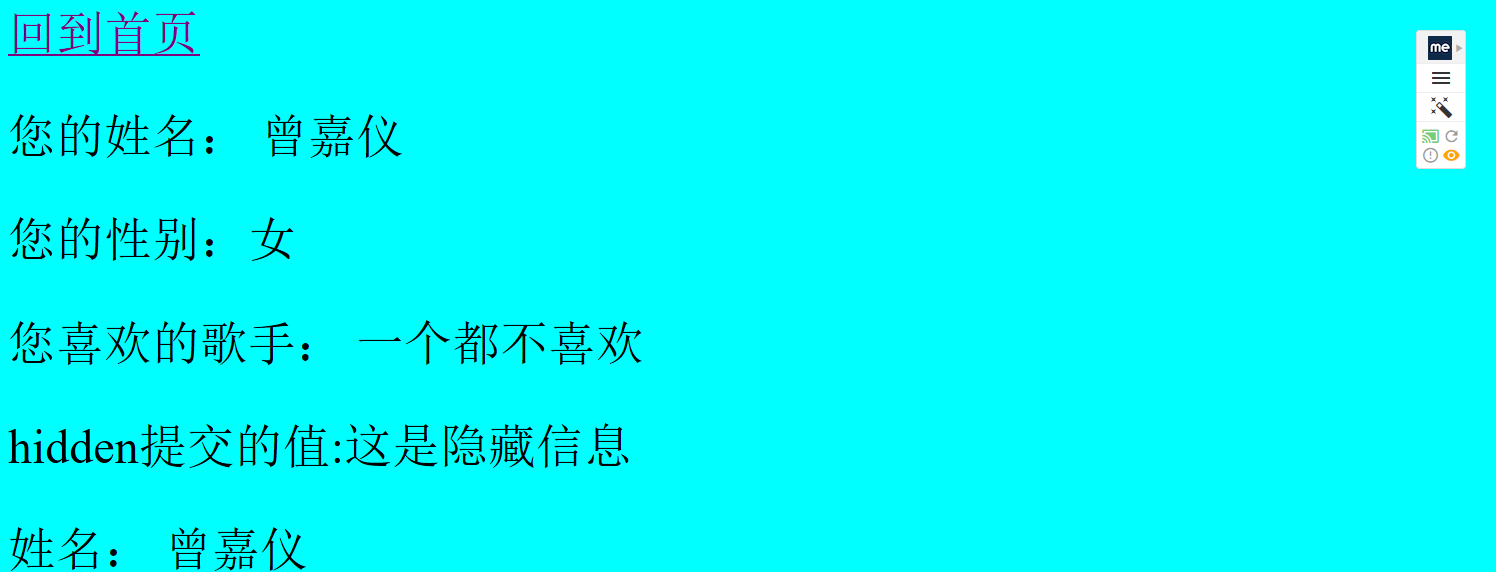 回到首页
me
您的姓名： 曾嘉仪
您的性别：女
您喜欢的歌手： 一个都不喜欢
hidden提交的值:这是隐藏信息
姓名： 曾嘉仪